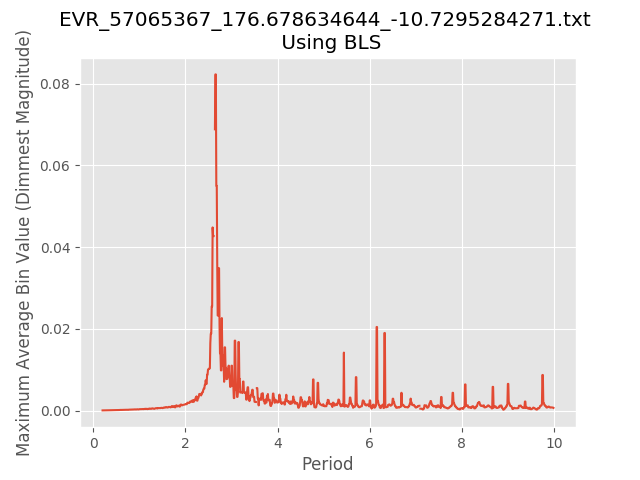 EVR_57065367_176.678634644_-10.7295284271.txt
Using BLS
Maximum Average Bin Value (Dimmest Magnitude)
0.08
0.06
0.04
0.02
0.00
0
2
4
6
8
10
Period